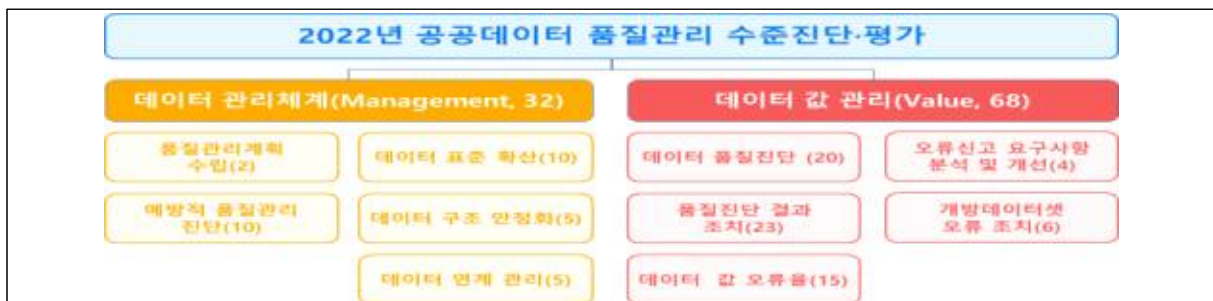 2022년 공공데이터 품질관리 수준진단·평가
데이터 관리체계(Management, 32)
데이터 값 관리(Value, 68)
품질관리계획
수립(2)
데이터 표준 확산(10)
예방적 품질관리
진단(10)
데이터 구조 안정화(5)
데이터 연계 관리(5)
데이터 품질진단 (20)
오류신고 요구사항
분석 및 개선(4)
품질진단 결과
조치(23)
개방데이터셋
오류 조치(6)
데이터 값 오류율(15)